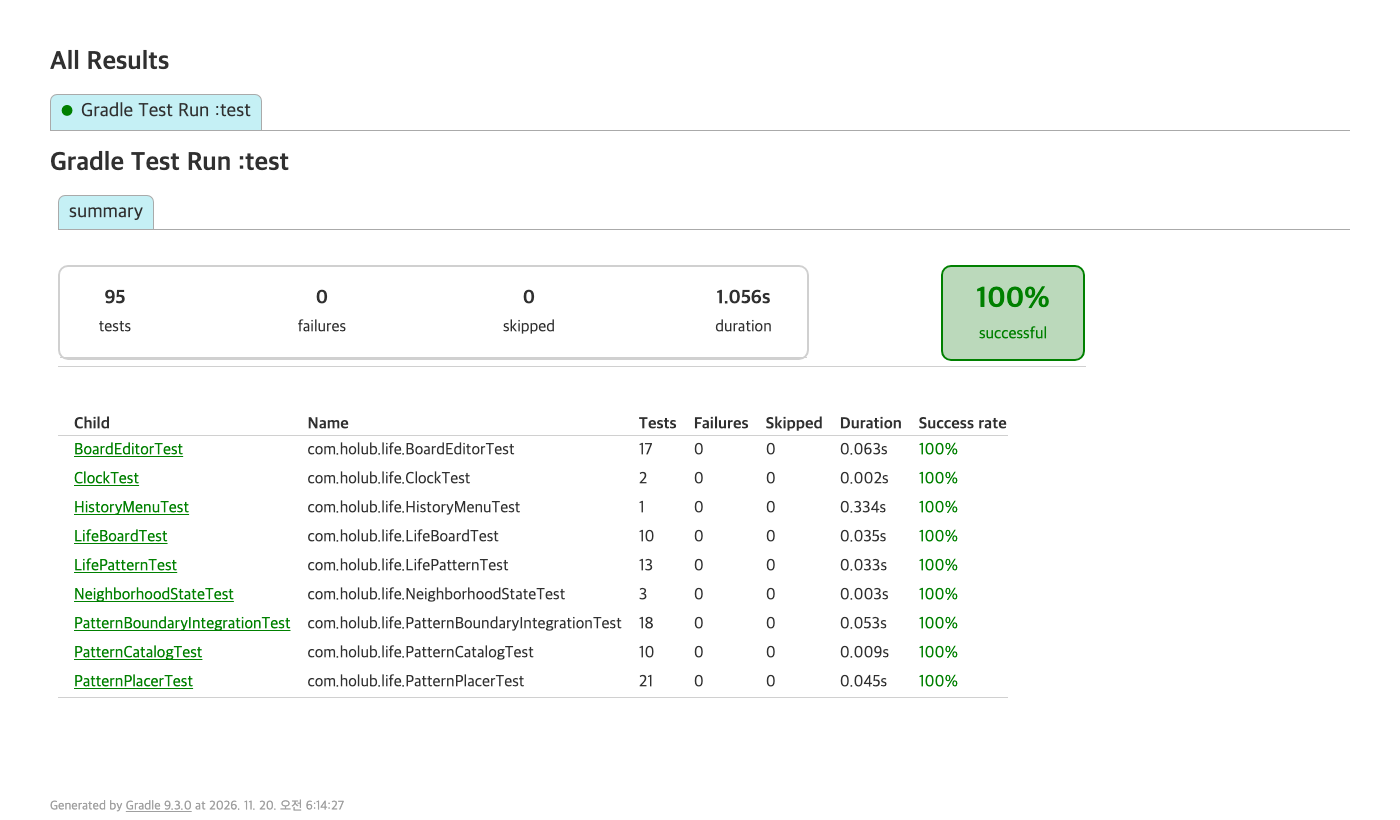 All Results
Gradle Test Run :test
Gradle Test Run :test
summary
95 0 0 1.056s 100%
tests failures skipped duration successful
Child Name Tests Failures Skipped Duration Success rate
BoardEditorTest com.holub.life.BoardEditorTest 17 0 0 0.063s 100%
ClockTest com.holub.life.ClockTest 2 0 0 0.002s 100%
HistoryMenuTest com.holub.life.HistoryMenuTest 1 0 0 0.334s 100%
LifeBoardTest com.holub.life.LifeBoardTest 10 0 0 0.035s 100%
LifePatternTest com.holub.life.LifePatternTest 13 0 0 0.033s 100%
NeighborhoodStateTest com.holub.life.NeighborhoodStateTest 3 0 0 0.003s 100%
PatternBoundaryIntegrationTest com.holub.life.PatternBoundaryIntegrationTest 18 0 0 0.053s 100%
PatternCatalogTest com.holub.life.PatternCatalogTest 10 0 0 0.009s 100%
PatternPlacerTest com.holub.life.PatternPlacerTest 21 0 0 0.045s 100%
Generated by Gradle 9.3.0 at 2026. 11. 20. 오전 6:14:27